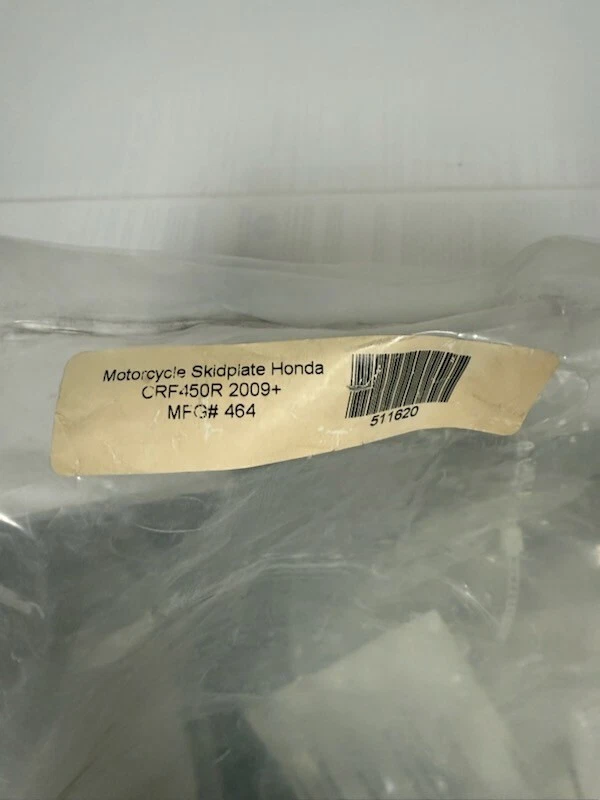 Motorcycle Skidplate Honda
CRF450R 2009+
MFG# 464
511620